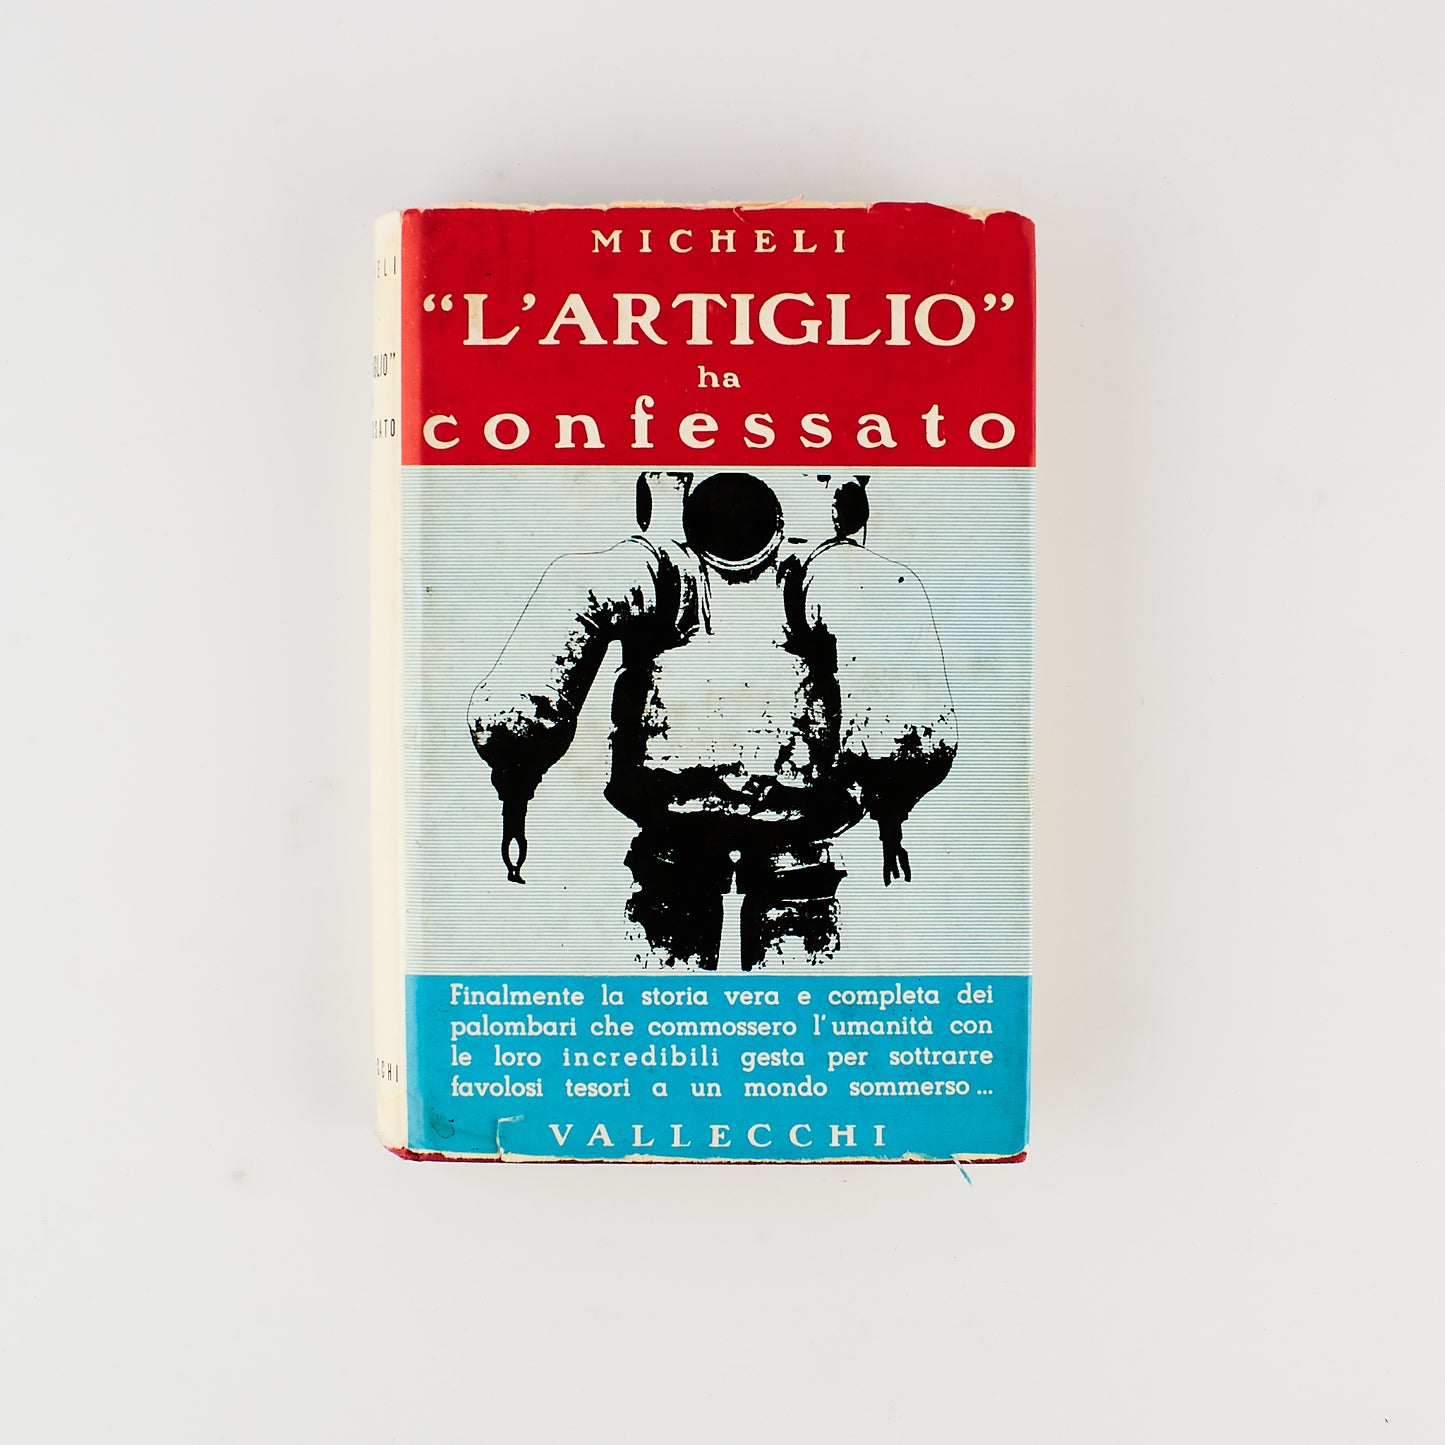 MICHELI
“L’ARTIGLIO”
ha
confessato
Finalmente la storia vera e completa dei
palombari che commossero l’umanità con
le loro incredibili gesta per sottrarre
favolosi tesori a un mondo sommerso...
VALLECCHI